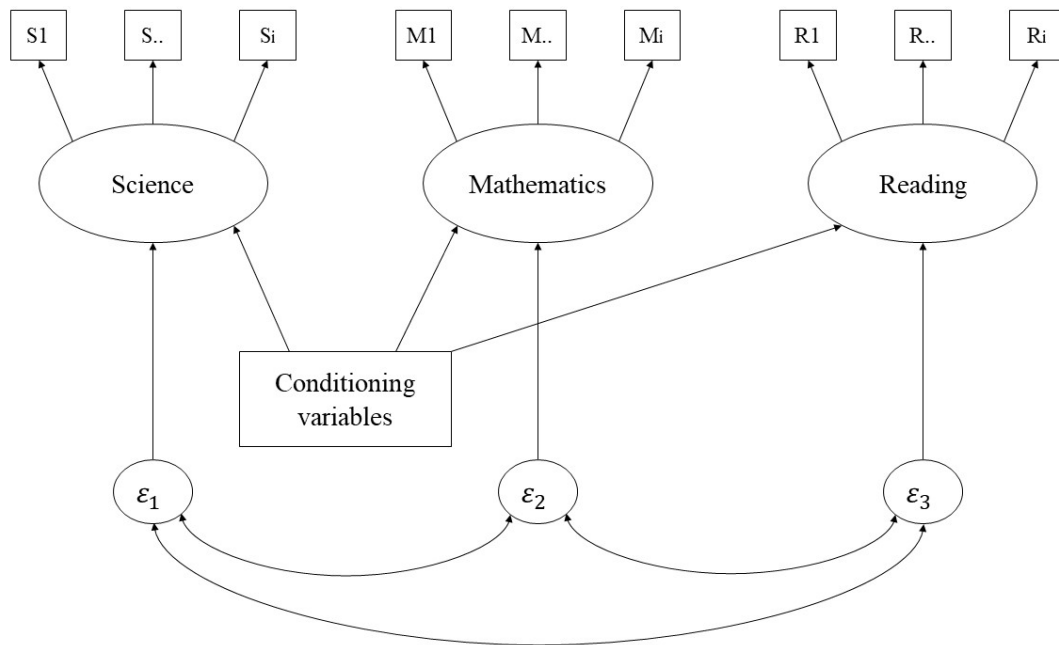 S1
S..
Si
M1
M..
Mi
R1
R..
Ri
Science
Mathematics
Reading
Conditioning
variables
ε₁
ε₂
ε₃